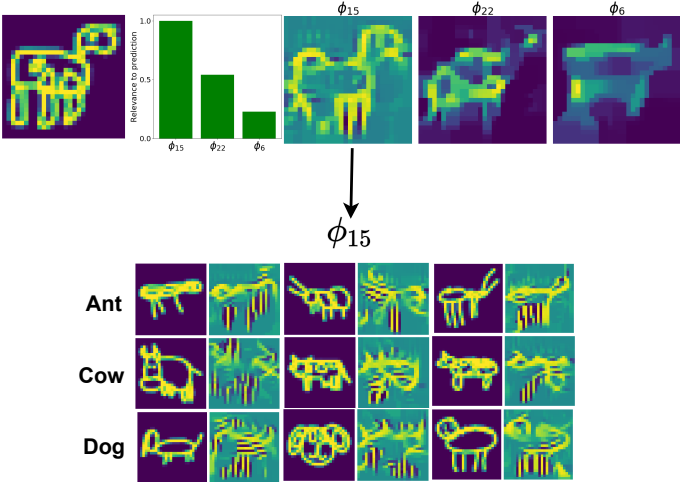 ϕ15
ϕ22
ϕ6
Relevance to prediction
1.0
0.5
0.0
ϕ15
ϕ22
ϕ6
ϕ15
Ant
Cow
Dog